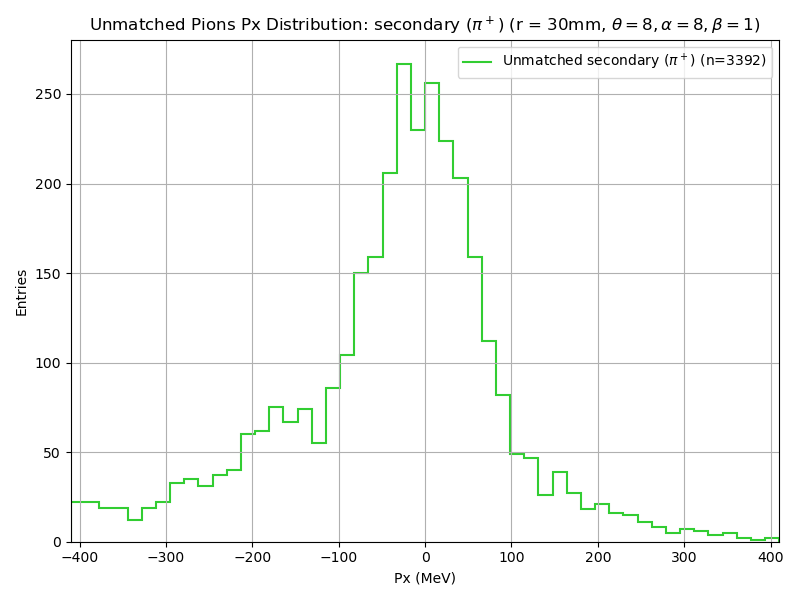 Unmatched Pions Px Distribution: secondary (π⁺) (r = 30mm, θ = 8, α = 8, β = 1)
Unmatched secondary (π⁺) (n=3392)
Entries
250
200
150
100
50
0
−400 −300 −200 −100 0 100 200 300 400
Px (MeV)